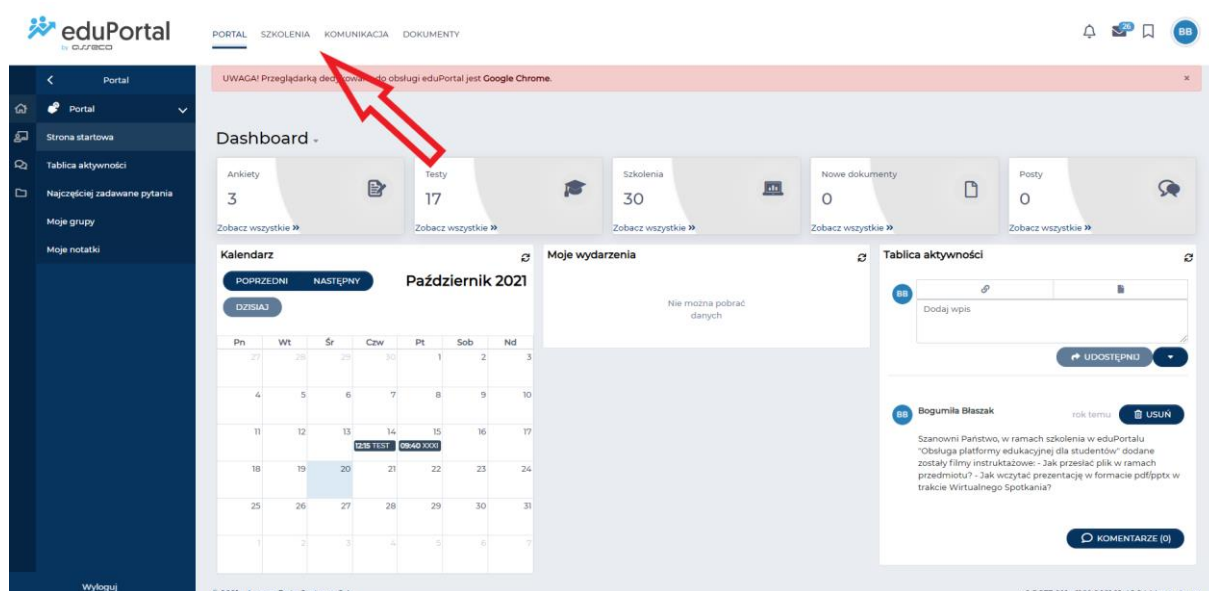 eduPortal
by asseco
PORTAL SZKOLENIA KOMUNIKACJA DOKUMENTY
26
BB
Portal
Portal
Strona startowa
Tablica aktywności
Najczęściej zadawane pytania
Moje grupy
Moje notatki
Wyloguj
UWAGA! Przeglądarką dedykowaną do obsługi eduPortal jest Google Chrome.
×
Dashboard
Ankiety
3
Zobacz wszystkie »
Testy
17
Zobacz wszystkie »
Szkolenia
30
Zobacz wszystkie »
Nowe dokumenty
0
Zobacz wszystkie »
Posty
0
Zobacz wszystkie »
Kalendarz
POPRZEDNI NASTĘPNY
Październik 2021
DZISIAJ
Pn Wt Śr Czw Pt Sob Nd
27 28 29 30 1 2 3
4 5 6 7 8 9 10
11 12 13 14 15 16 17
12:15 TEST 09:40 XXXI
18 19 20 21 22 23 24
25 26 27 28 29 30 31
1 2 3 4 5 6 7
Moje wydarzenia
Nie można pobrać
danych
Tablica aktywności
BB
Dodaj wpis
UDOSTĘPNIJ
BB
Bogumiła Błaszak
rok temu
USUŃ
Szanowni Państwo, w ramach szkolenia w eduPortalu
"Obsługa platformy edukacyjnej dla studentów" dodane
zostały filmy instruktażowe: - Jak przesłać plik w ramach
przedmiotu? - Jak wczytać prezentację w formacie pdf/pptx w
trakcie Wirtualnego Spotkania?
KOMENTARZE (0)